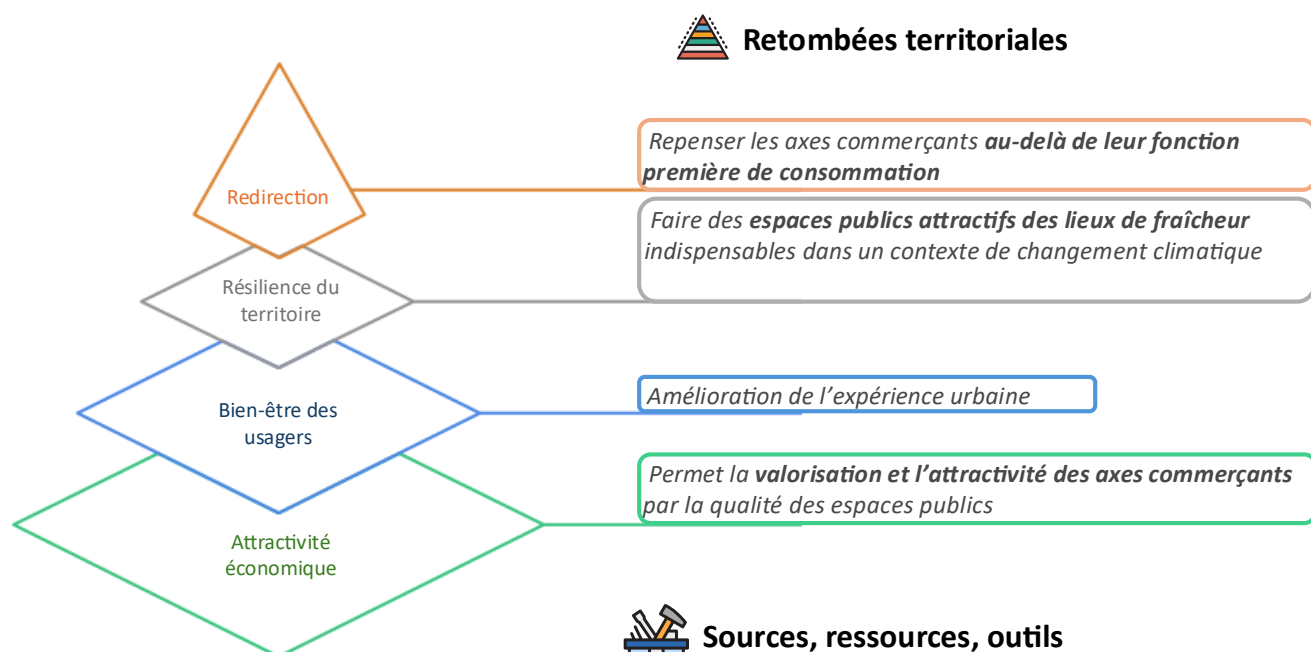 Retombées territoriales
Redirection
Repenser les axes commerçants au-delà de leur fonction
première de consommation
Résilience du
territoire
Faire des espaces publics attractifs des lieux de fraîcheur
indispensables dans un contexte de changement climatique
Bien-être des
usagers
Amélioration de l’expérience urbaine
Attractivité
économique
Permet la valorisation et l’attractivité des axes commerçants
par la qualité des espaces publics
Sources, ressources, outils